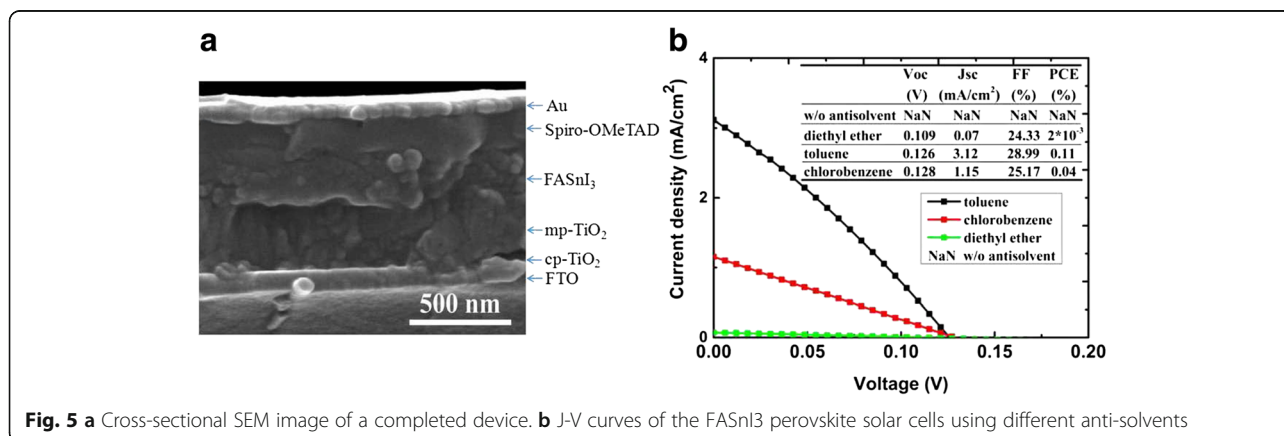 a
Au
Spiro-OMeTAD
FASnI₃
mp-TiO₂
cp-TiO₂
FTO
500 nm
b
4
2
0
Current density (mA/cm²)
Voc Jsc FF PCE
(V) (mA/cm²) (%) (%)
w/o antisolvent NaN NaN NaN NaN
diethyl ether 0.109 0.07 24.33 2*10⁻³
toluene 0.126 3.12 28.99 0.11
chlorobenzene 0.128 1.15 25.17 0.04
toluene
chlorobenzene
diethyl ether
NaN w/o antisolvent
0.00 0.05 0.10 0.15 0.20
Voltage (V)
Fig. 5 a Cross-sectional SEM image of a completed device. b J-V curves of the FASnI3 perovskite solar cells using different anti-solvents